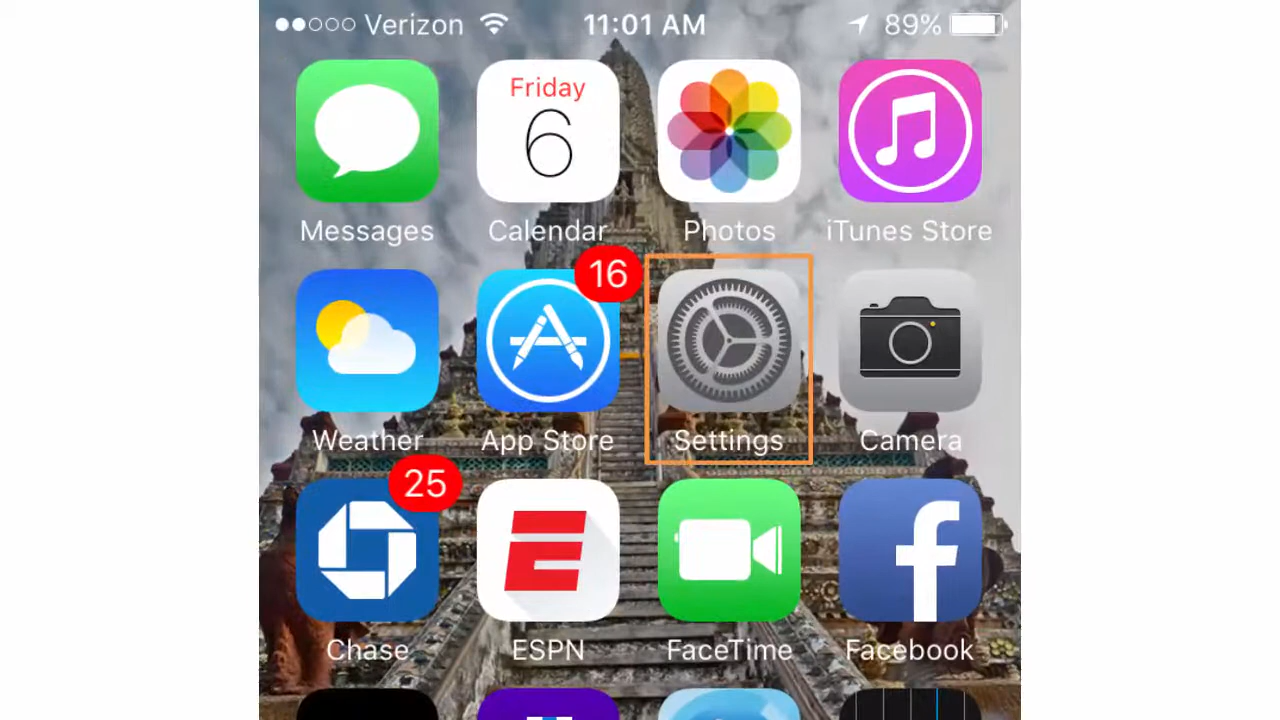 Verizon 11:01 AM 89%
Friday
6
Messages Calendar Photos iTunes Store
16
Weather App Store Settings Camera
25
Chase ESPN FaceTime Facebook